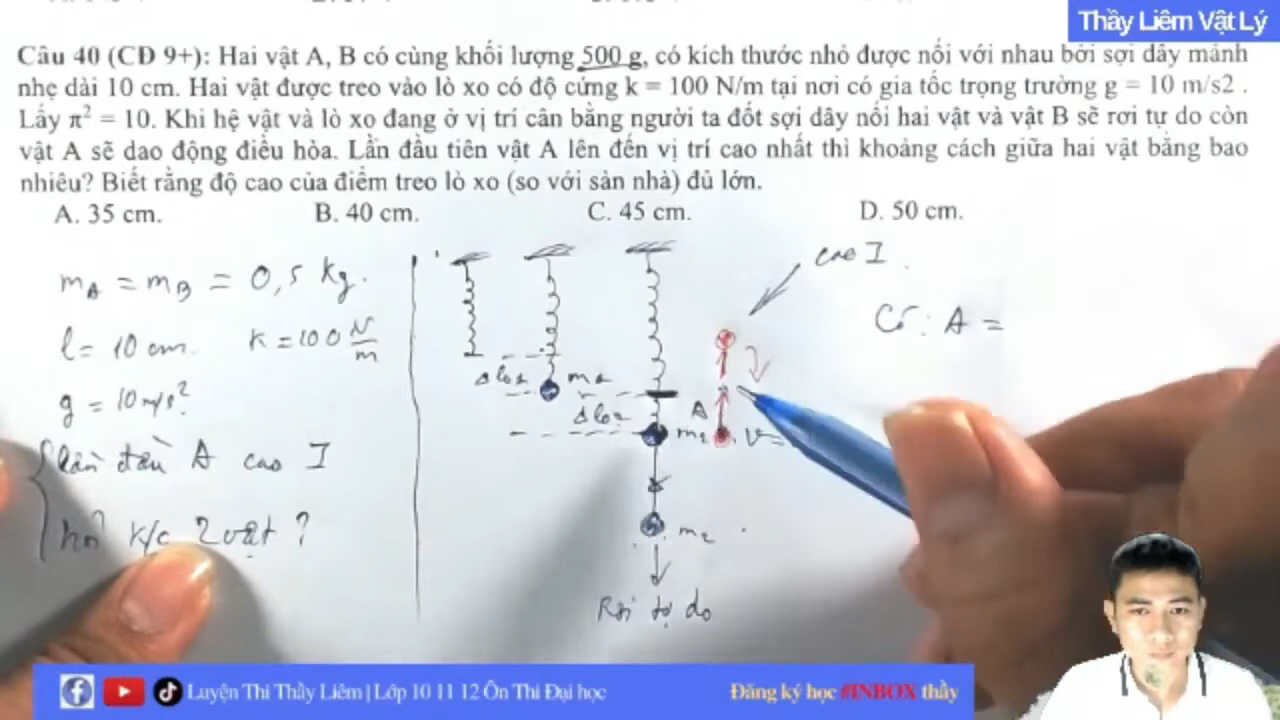 Thầy Liêm Vật Lý
Câu 40 (CĐ 9+): Hai vật A, B có cùng khối lượng 500 g, có kích thước nhỏ được nối với nhau bởi sợi dây mảnh
nhẹ dài 10 cm. Hai vật được treo vào lò xo có độ cứng k = 100 N/m tại nơi có gia tốc trọng trường g = 10 m/s2 .
Lấy π² = 10. Khi hệ vật và lò xo đang ở vị trí cân bằng người ta đốt sợi dây nối hai vật và vật B sẽ rơi tự do còn
vật A sẽ dao động điều hòa. Lần đầu tiên vật A lên đến vị trí cao nhất thì khoảng cách giữa hai vật bằng bao
nhiêu? Biết rằng độ cao của điểm treo lò xo (so với sàn nhà) đủ lớn.
A. 35 cm. B. 40 cm. C. 45 cm. D. 50 cm.
m_A = m_B = 0,5 kg.
l = 10 cm. K = 100 N/m
g = 10 m/s²
lần đầu A cao I
hỏi k/c 2 vật ?
Δl01 m1
Δl02
A
m1 v=
m2
Rơi tự do
cao I.
Có: A =
Luyện Thi Thầy Liêm | Lớp 10 11 12 Ôn Thi Đại học
Đăng ký học #INBOX thầy